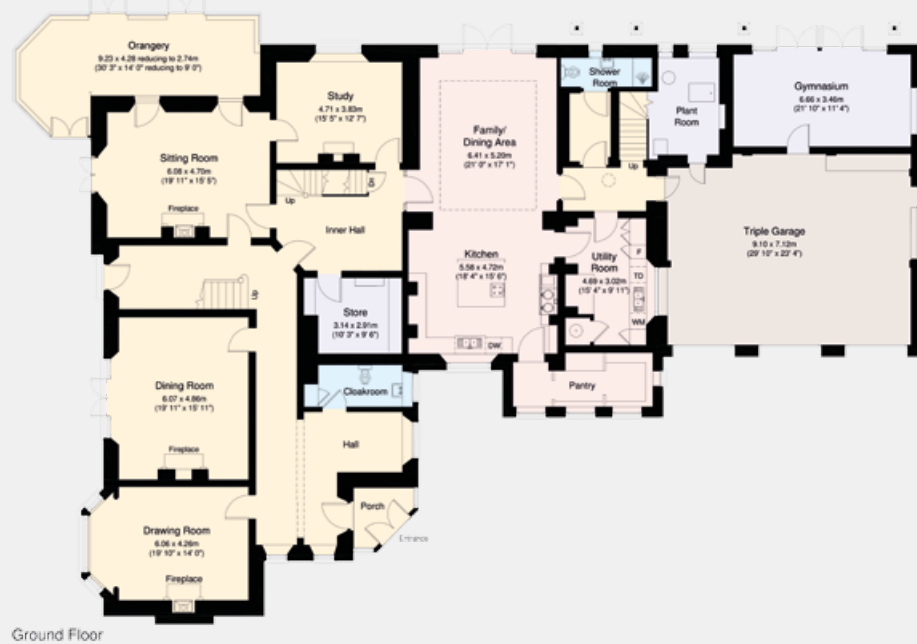 Orangery
9.23 x 4.28 reducing to 2.74m
(30' 3" x 14' 0" reducing to 9' 0)
Study
4.71 x 3.83m
(15' 5" x 12' 7")
Family/
Dining Area
6.41 x 5.20m
(21' 0" x 17' 1")
Shower
Room
Plant
Room
Gymnasium
6.66 x 3.46m
(21' 10" x 11' 4")
Sitting Room
6.08 x 4.70m
(19' 11" x 15' 5")
Fireplace
Up
Up
Inner Hall
Up
Kitchen
5.58 x 4.72m
(18' 4" x 15' 6")
DW
Utility
Room
4.69 x 3.02m
(15' 4" x 9' 11")
F
TD
WM
Triple Garage
9.10 x 7.12m
(29' 10" x 23' 4")
Store
3.14 x 2.91m
(10' 3" x 9' 6")
Dining Room
6.07 x 4.86m
(19' 11" x 15' 11")
Fireplace
Cloakroom
Pantry
Hall
Porch
Entrance
Drawing Room
6.06 x 4.26m
(19' 10" x 14' 0")
Fireplace
Ground Floor